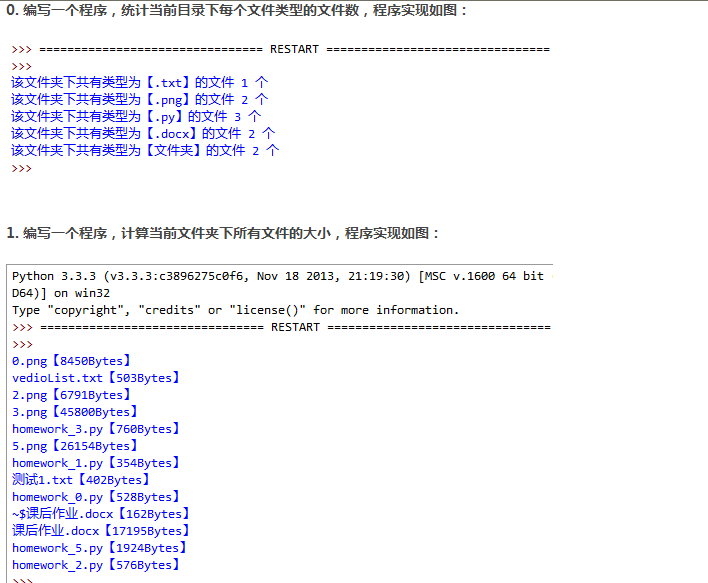 0. 编写一个程序，统计当前目录下每个文件类型的文件数，程序实现如图：
>>> ================================ RESTART ================================
>>>
该文件夹下共有类型为【.txt】的文件 1 个
该文件夹下共有类型为【.png】的文件 2 个
该文件夹下共有类型为【.py】的文件 3 个
该文件夹下共有类型为【.docx】的文件 2 个
该文件夹下共有类型为【文件夹】的文件 2 个
>>>
1. 编写一个程序，计算当前文件夹下所有文件的大小，程序实现如图：
Python 3.3.3 (v3.3.3:c3896275c0f6, Nov 18 2013, 21:19:30) [MSC v.1600 64 bit
D64)] on win32
Type "copyright", "credits" or "license()" for more information.
>>> ================================ RESTART ================================
>>>
0.png【8450Bytes】
vedioList.txt【503Bytes】
2.png【6791Bytes】
3.png【45800Bytes】
homework_3.py【760Bytes】
5.png【26154Bytes】
homework_1.py【354Bytes】
测试1.txt【402Bytes】
homework_0.py【528Bytes】
~$课后作业.docx【162Bytes】
课后作业.docx【17195Bytes】
homework_5.py【1924Bytes】
homework_2.py【576Bytes】
>>>